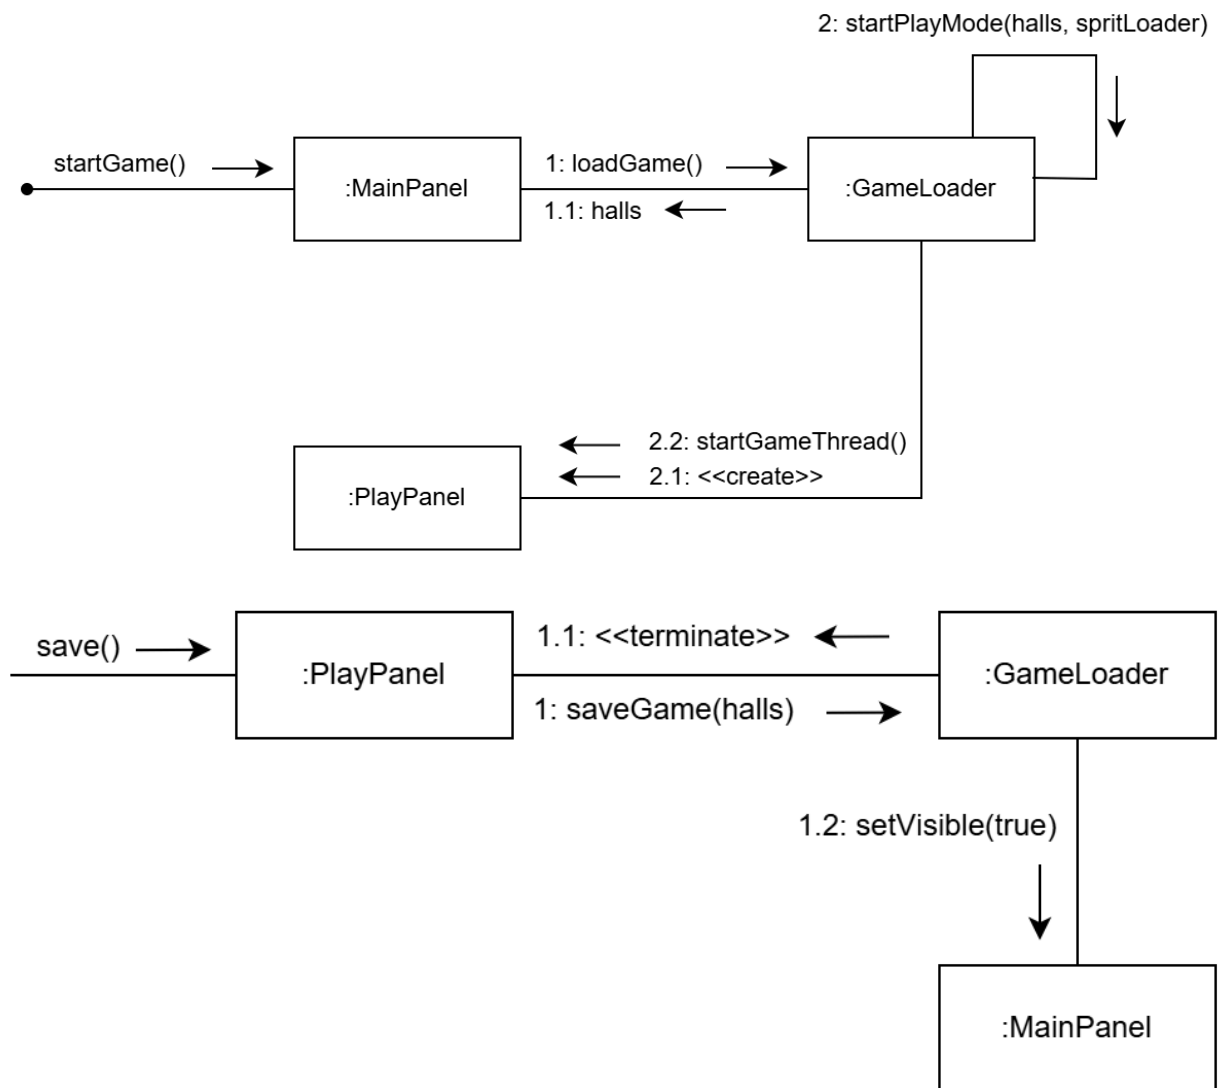 2: startPlayMode(halls, spritLoader)
startGame()
:MainPanel
1: loadGame()
1.1: halls
:GameLoader
2.2: startGameThread()
2.1: <<create>>
:PlayPanel
save()
:PlayPanel
1.1: <<terminate>>
1: saveGame(halls)
:GameLoader
1.2: setVisible(true)
:MainPanel